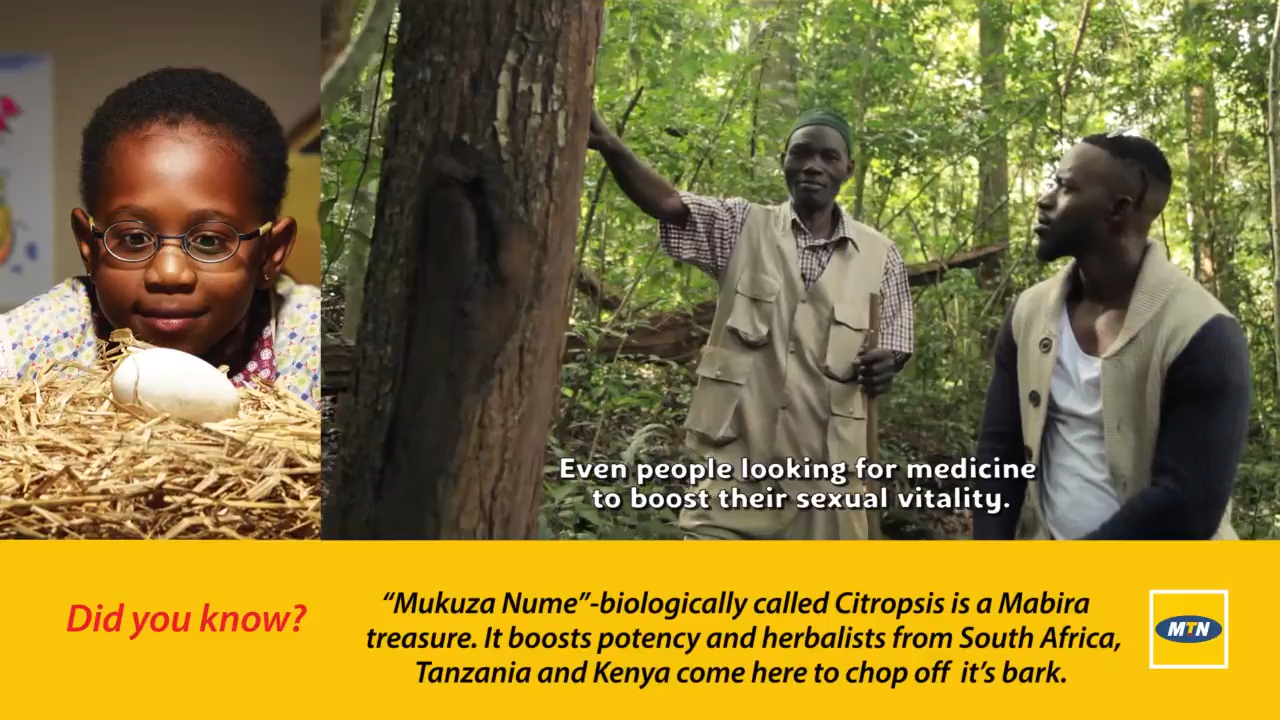 Even people looking for medicine
to boost their sexual vitality.
Did you know?
“Mukuza Nume”-biologically called Citropsis is a Mabira
treasure. It boosts potency and herbalists from South Africa,
Tanzania and Kenya come here to chop off it’s bark.
MTN